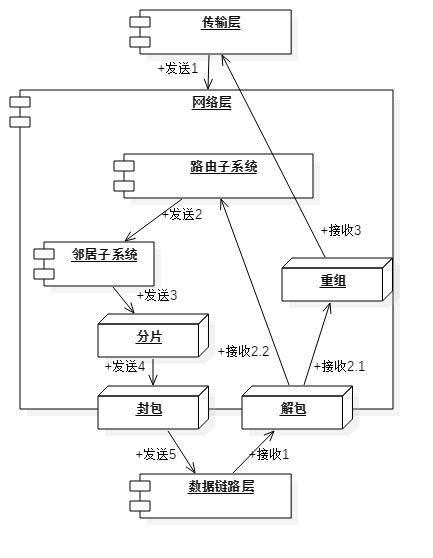 传输层
+发送1
网络层
路由子系统
+发送2
+接收3
邻居子系统
重组
+发送3
分片
+接收2.2
+发送4
+接收2.1
封包
解包
+发送5
+接收1
数据链路层